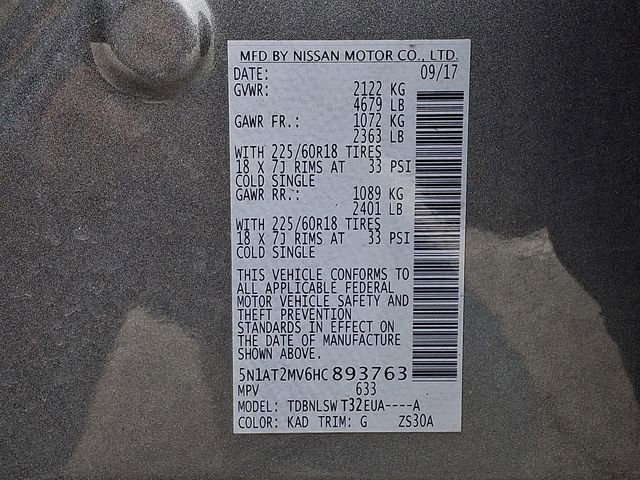 MFD BY NISSAN MOTOR CO., LTD.
DATE: 09/17
GVWR: 2122 KG
4679 LB
GAWR FR.: 1072 KG
2363 LB
WITH 225/60R18 TIRES
18 X 7J RIMS AT 33 PSI
COLD SINGLE
GAWR RR.: 1089 KG
2401 LB
WITH 225/60R18 TIRES
18 X 7J RIMS AT 33 PSI
COLD SINGLE
THIS VEHICLE CONFORMS TO
ALL APPLICABLE FEDERAL
MOTOR VEHICLE SAFETY AND
THEFT PREVENTION
STANDARDS IN EFFECT ON
THE DATE OF MANUFACTURE
SHOWN ABOVE.
5N1AT2MV6HC893763
MPV 633
MODEL: TDBNLSW T32EUA----A
COLOR: KAD TRIM: G ZS30A